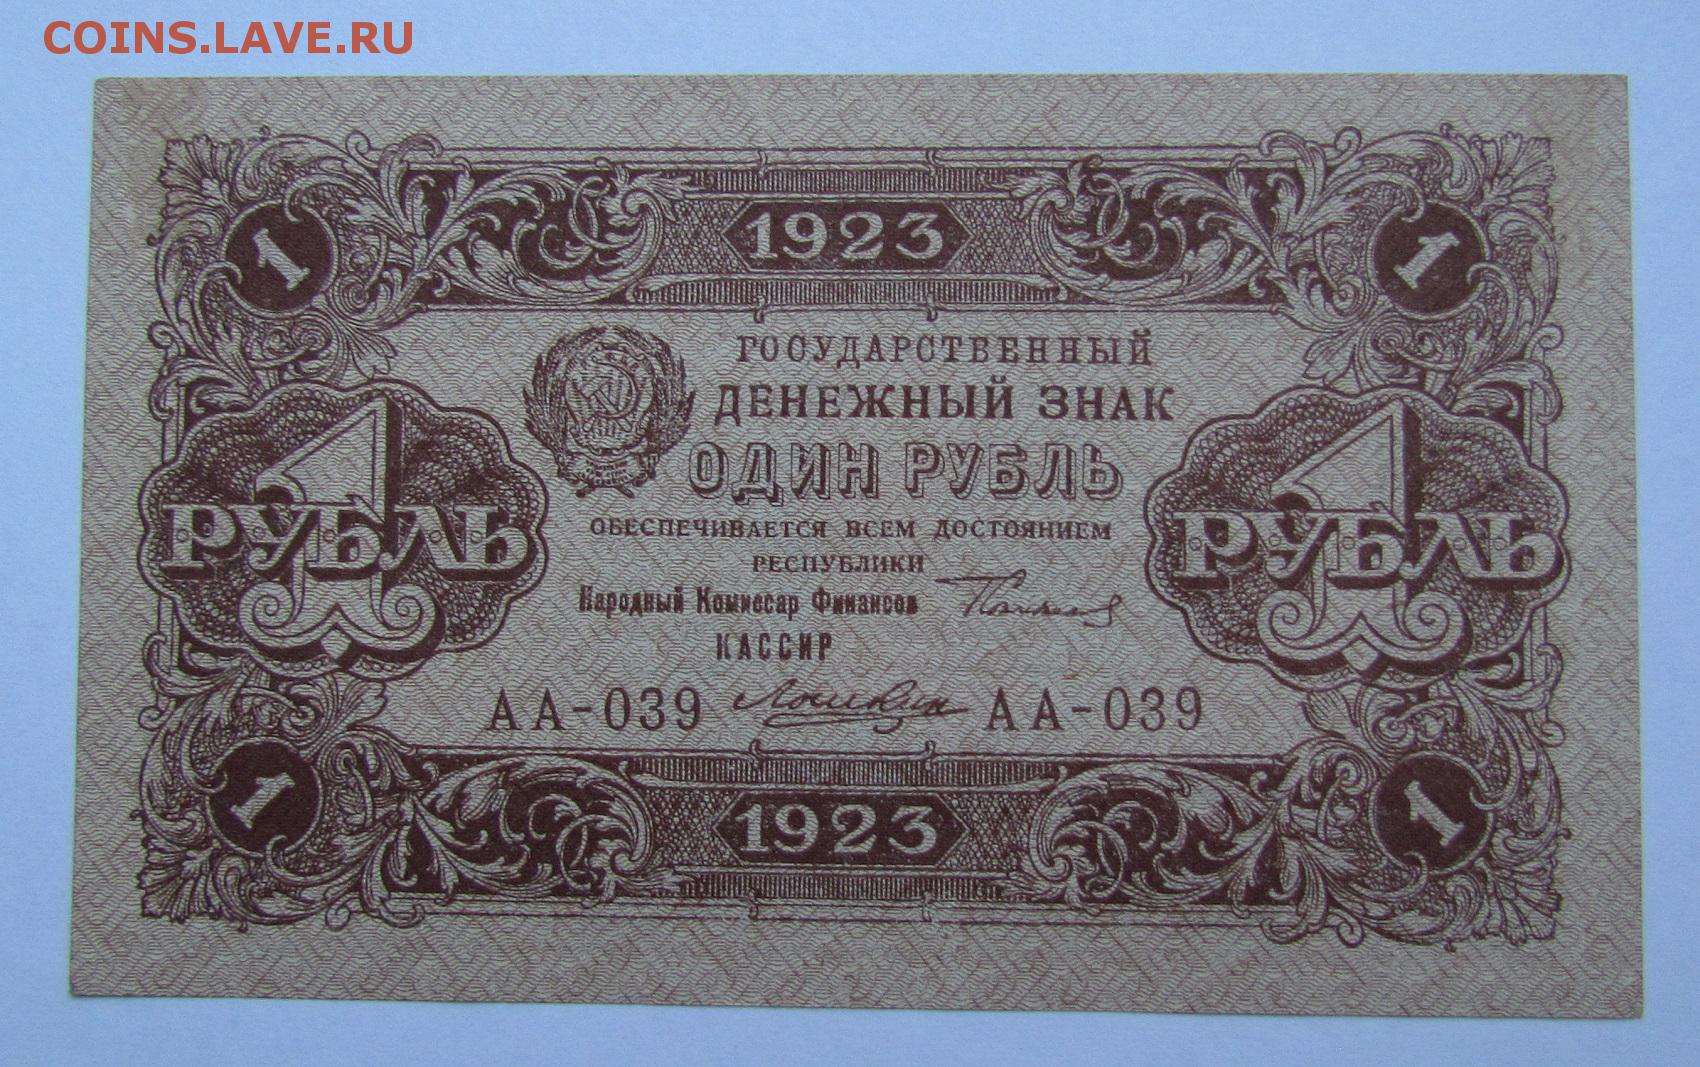 COINS.LAVE.RU
1 1923 1
ГОСУДАРСТВЕННЫЙ
ДЕНЕЖНЫЙ ЗНАК
ОДИН РУБЛЬ
1 РУБЛЬ
1 РУБЛЬ
ОБЕСПЕЧИВАЕТСЯ ВСЕМ ДОСТОЯНИЕМ
РЕСПУБЛИКИ
Народный Комиссар Финансов
КАССИР
АА-039 АА-039
1 1923 1